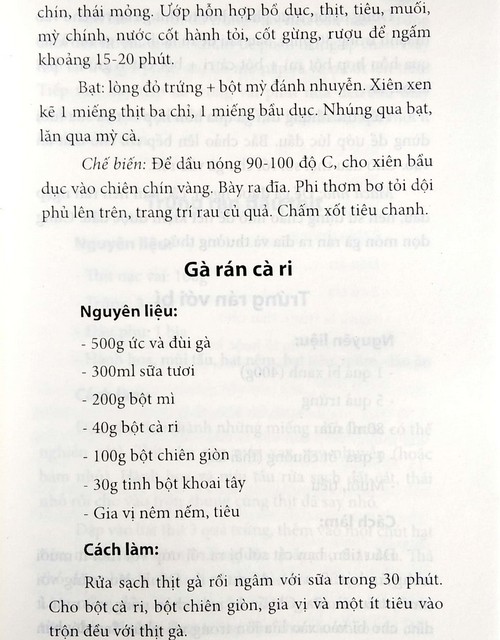 chín, thái mỏng. Ướp hỗn hợp bồ dục, thịt, tiêu, muối,
mỳ chính, nước cốt hành tỏi, cốt gừng, rượu để ngấm
khoảng 15-20 phút.
Bạt: lòng đỏ trứng + bột mỳ đánh nhuyễn. Xiên xen
kẽ 1 miếng thịt ba chỉ, 1 miếng bầu dục. Nhúng qua bạt,
lăn qua mỳ cà.
Chế biến: Để dầu nóng 90-100 độ C, cho xiên bầu
dục vào chiên chín vàng. Bày ra dĩa. Phi thơm bơ tỏi dội
phủ lên trên, trang trí rau củ quả. Chấm xốt tiêu chanh.
Gà rán cà ri
Nguyên liệu:
- 500g ức và đùi gà
- 300ml sữa tươi
- 200g bột mì
- 40g bột cà ri
- 100g bột chiên giòn
- 30g tinh bột khoai tây
- Gia vị nêm nếm, tiêu
Cách làm:
Rửa sạch thịt gà rồi ngâm với sữa trong 30 phút.
Cho bột cà ri, bột chiên giòn, gia vị và một ít tiêu vào
trộn đều với thịt gà.